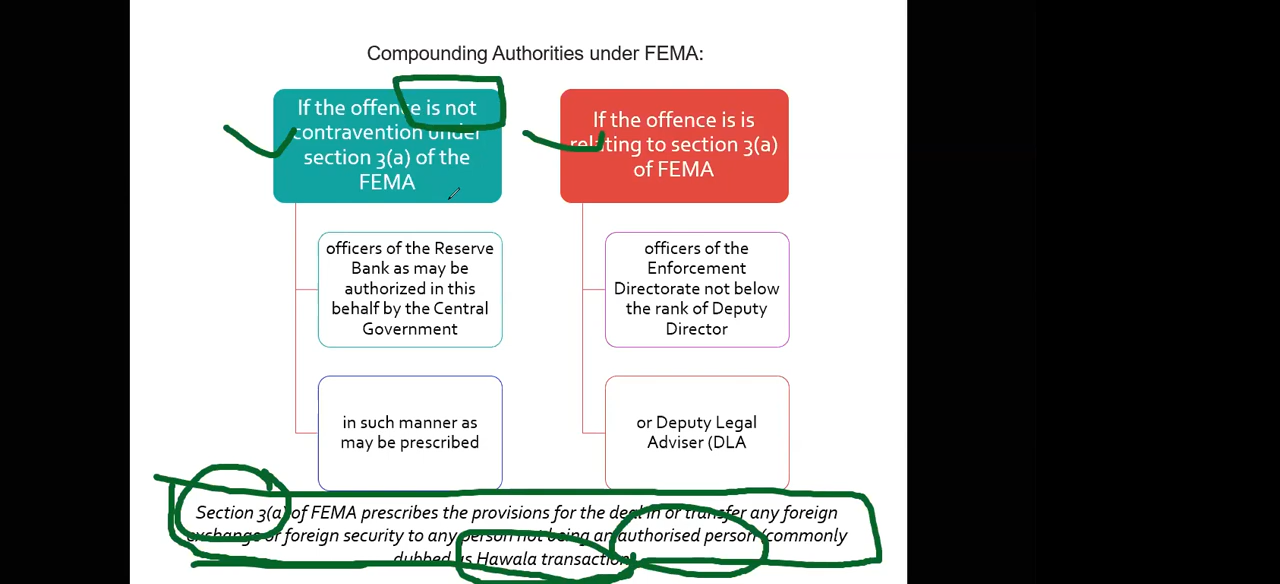 Compounding Authorities under FEMA:
If the offence is not
contravention under
section 3(a) of the
FEMA
officers of the Reserve
Bank as may be
authorized in this
behalf by the Central
Government
in such manner as
may be prescribed
If the offence is is
relating to section 3(a)
of FEMA
officers of the
Enforcement
Directorate not below
the rank of Deputy
Director
or Deputy Legal
Adviser (DLA
Section 3(a) of FEMA prescribes the provisions for the deal in or transfer any foreign
exchange or foreign security to any person not being an authorised person (commonly
dubbed as Hawala transaction